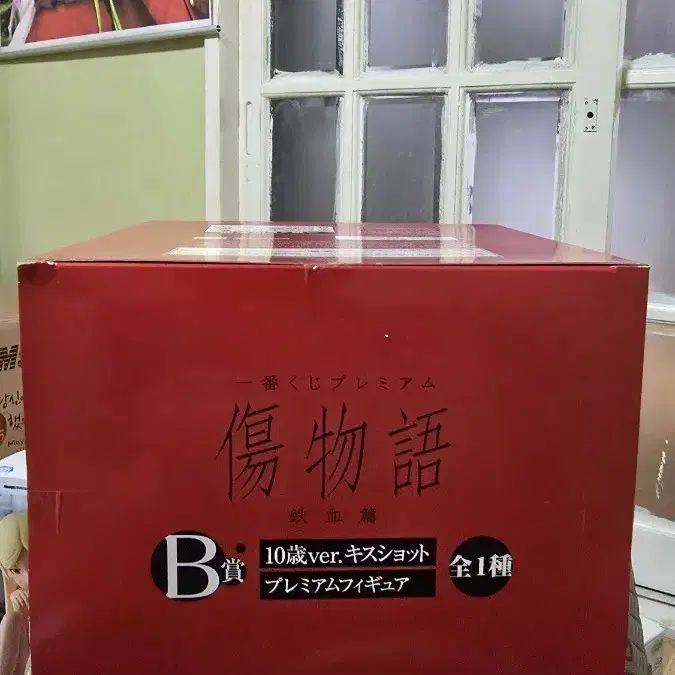 一番くじプレミアム
傷物語
鉄血篇
B賞
10歳ver.キスショット
プレミアムフィギュア
全1種